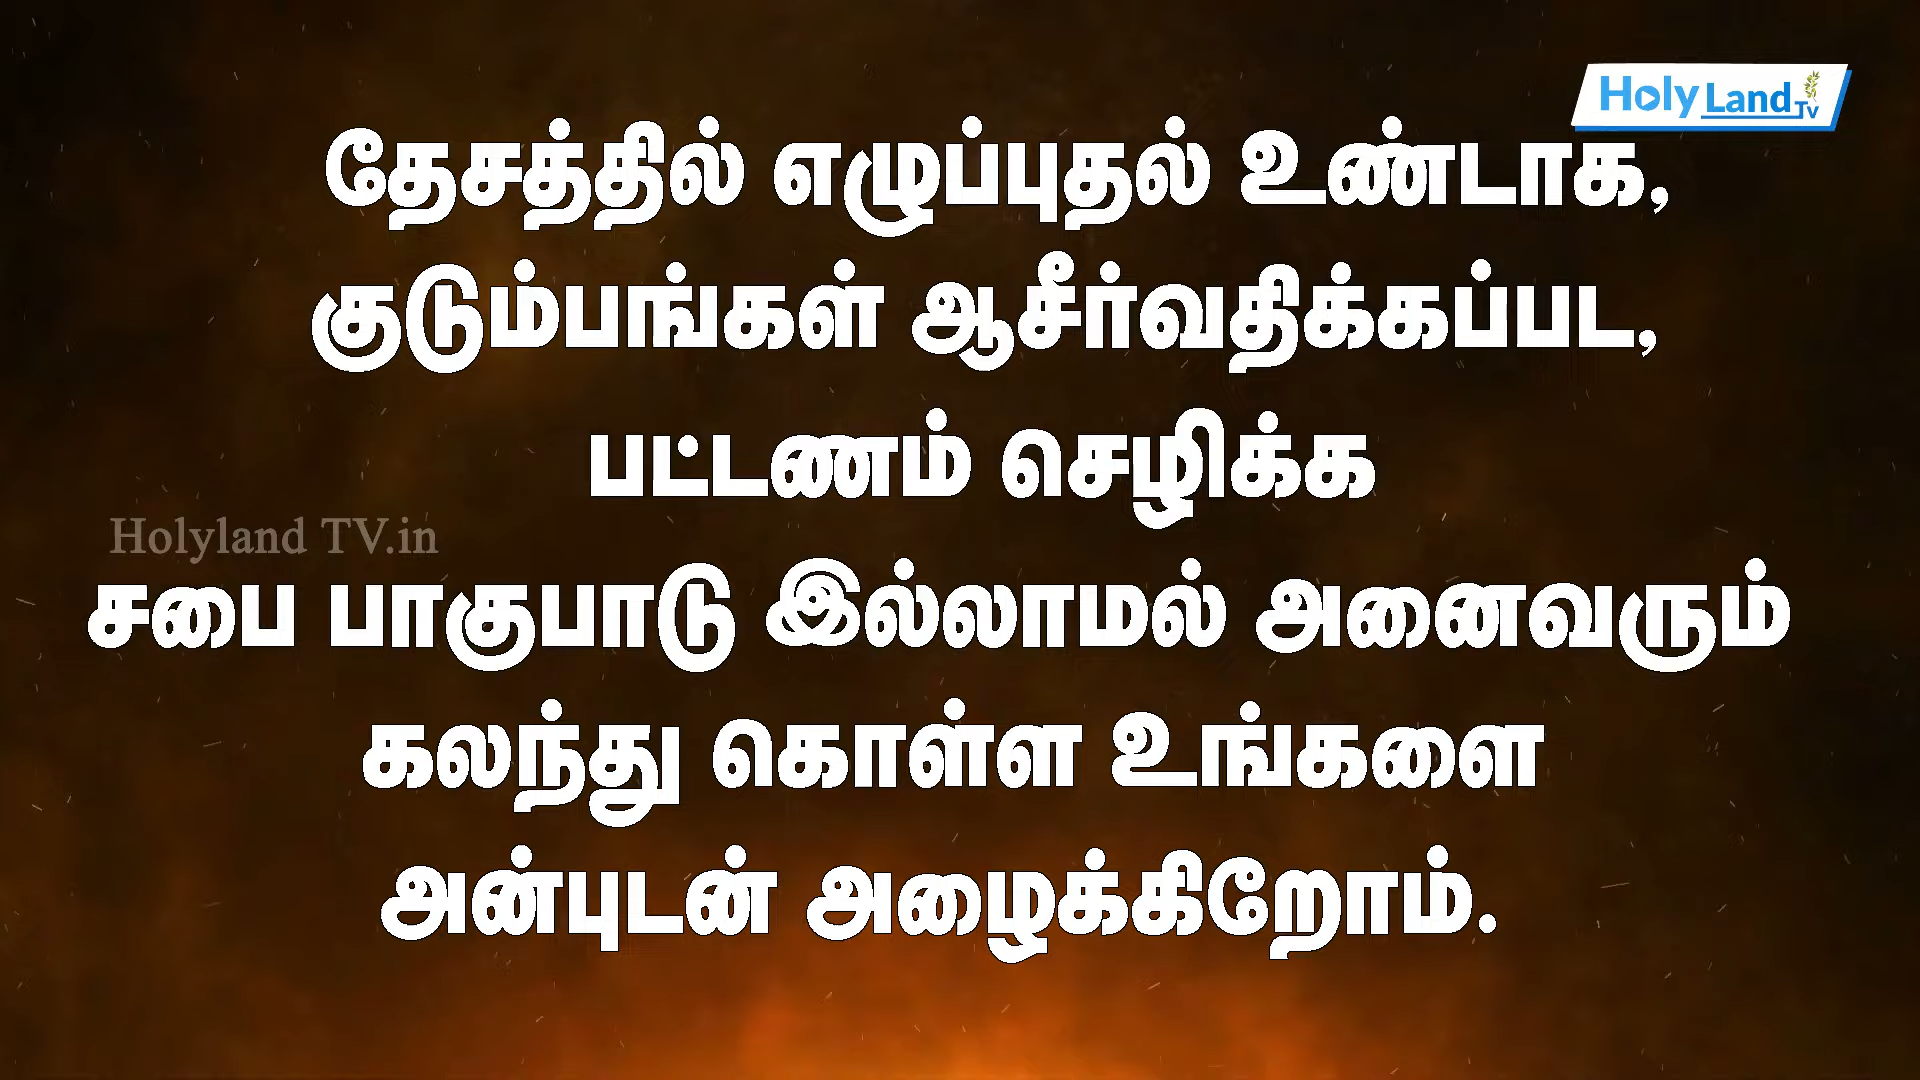 Holy Land TV
தேசத்தில் எழுப்புதல் உண்டாக,
குடும்பங்கள் ஆசீர்வதிக்கப்பட,
பட்டணம் செழிக்க
Holyland TV.in
சபை பாகுபாடு இல்லாமல் அனைவரும்
கலந்து கொள்ள உங்களை
அன்புடன் அழைக்கிறோம்.